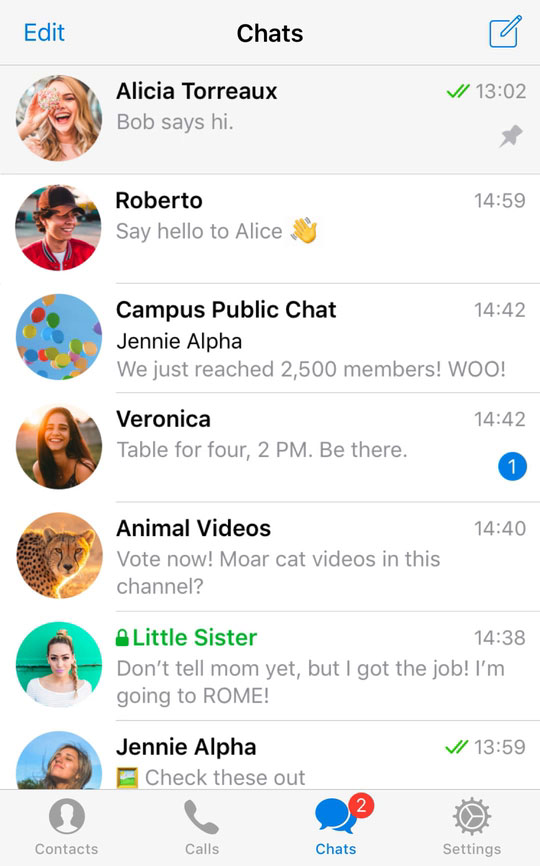 Edit
Chats
Alicia Torreaux
13:02
Bob says hi.
Roberto
14:59
Say hello to Alice 👋
Campus Public Chat
14:42
Jennie Alpha
We just reached 2,500 members! WOO!
Veronica
14:42
Table for four, 2 PM. Be there.
1
Animal Videos
14:40
Vote now! Moar cat videos in this
channel?
Little Sister
14:38
Don’t tell mom yet, but I got the job! I’m
going to ROME!
Jennie Alpha
13:59
🖼 Check these out
2
Contacts
Calls
Chats
Settings